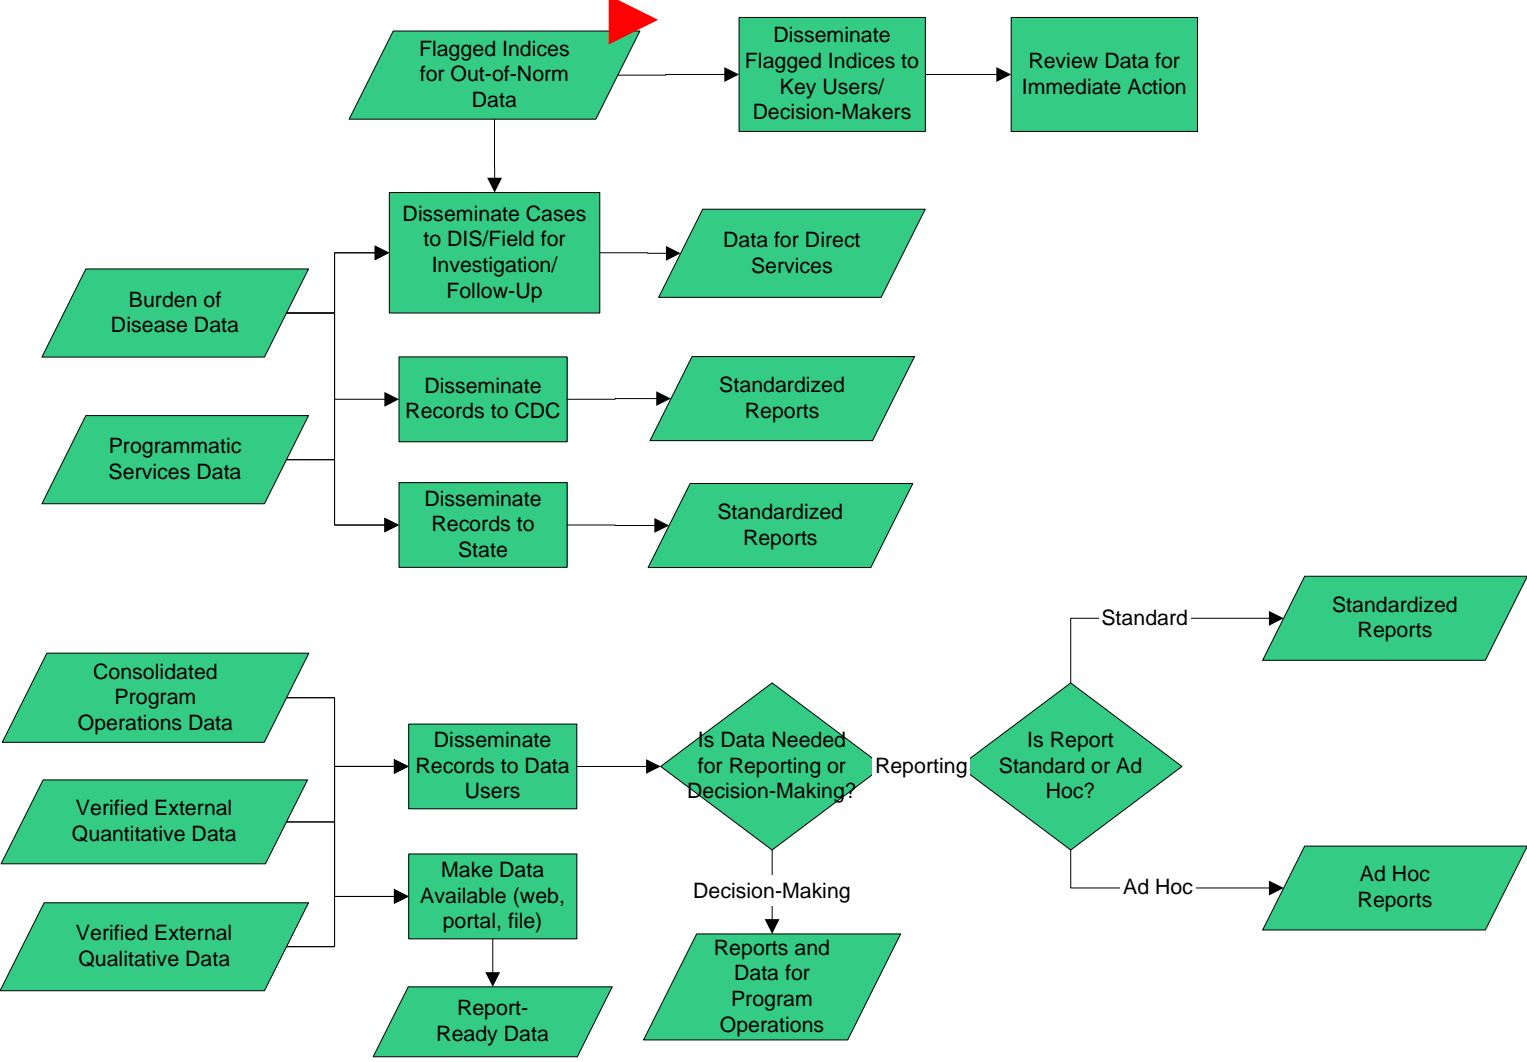 Flagged Indices
for Out-of-Norm
Data
Disseminate
Flagged Indices to
Key Users/
Decision-Makers
Review Data for
Immediate Action
Disseminate Cases
to DIS/Field for
Investigation/
Follow-Up
Data for Direct
Services
Burden of
Disease Data
Disseminate
Records to CDC
Standardized
Reports
Programmatic
Services Data
Disseminate
Records to
State
Standardized
Reports
Consolidated
Program
Operations Data
Verified External
Quantitative Data
Verified External
Qualitative Data
Disseminate
Records to Data
Users
Make Data
Available (web,
portal, file)
Report-
Ready Data
Is Data Needed
for Reporting or
Decision-Making?
Reporting
Decision-Making
Reports and
Data for
Program
Operations
Is Report
Standard or Ad
Hoc?
Standard
Standardized
Reports
Ad Hoc
Ad Hoc
Reports